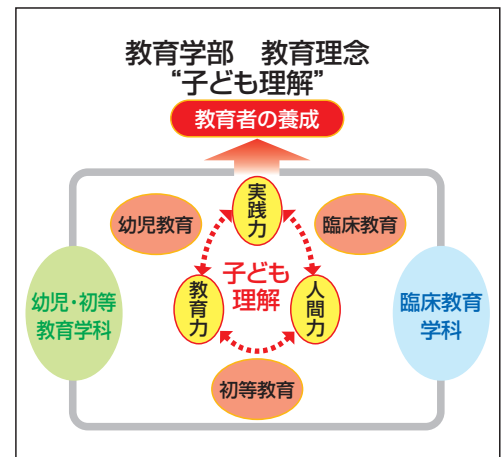 教育学部　教育理念
“子ども理解”
教育者の養成
実践力
幼児教育
臨床教育
子ども
理解
教育力
人間力
幼児・初等
教育学科
臨床教育
学科
初等教育